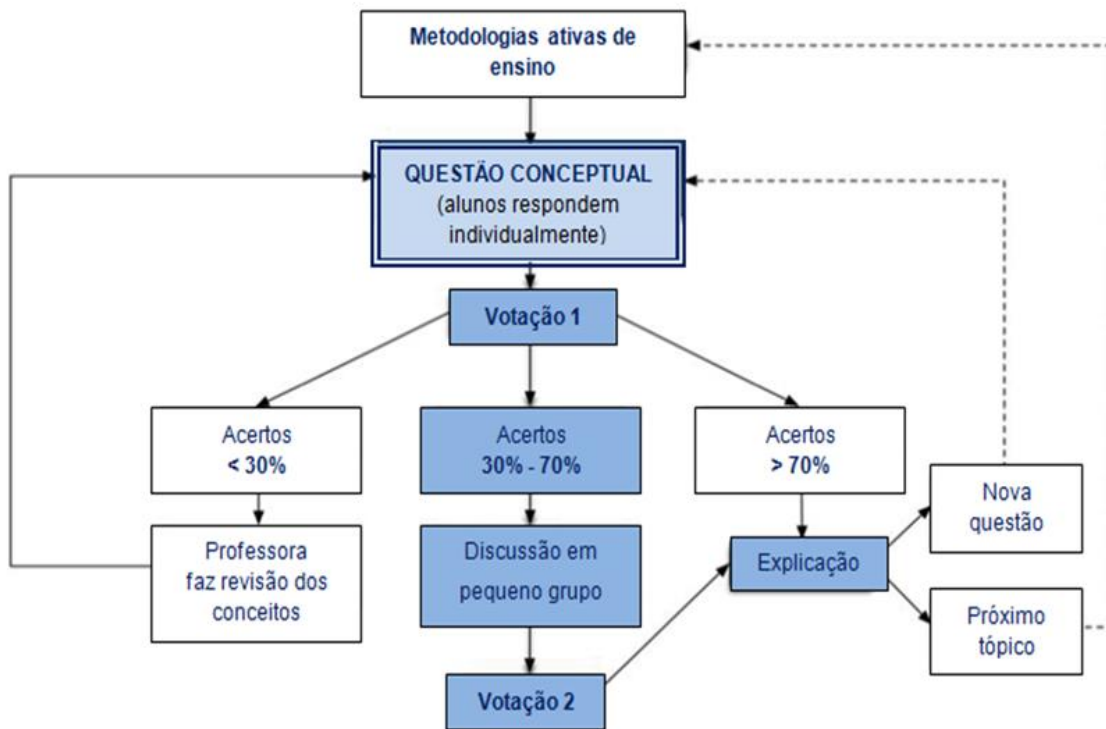 Metodologias ativas de
ensino
QUESTÃO CONCEPTUAL
(alunos respondem
individualmente)
Votação 1
Acertos
< 30%
Acertos
30% - 70%
Acertos
> 70%
Professora
faz revisão dos
conceitos
Discussão em
pequeno grupo
Explicação
Nova
questão
Próximo
tópico
Votação 2